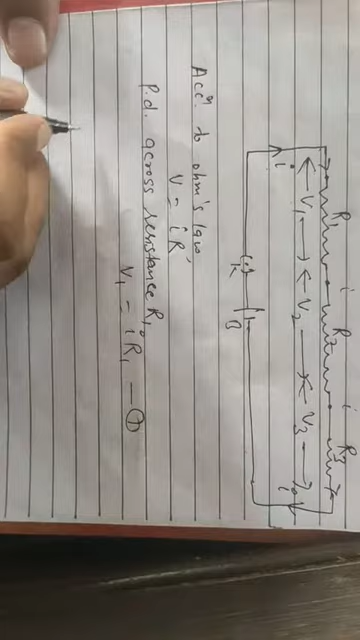 R₁ i R₂ i R₃
← V₁ → ← V₂ → ← V₃ →
i i
(·)
K B
Accⁿ to ohm's law,
V = iR
p.d. across resistance R₁,
V₁ = iR₁ — ①